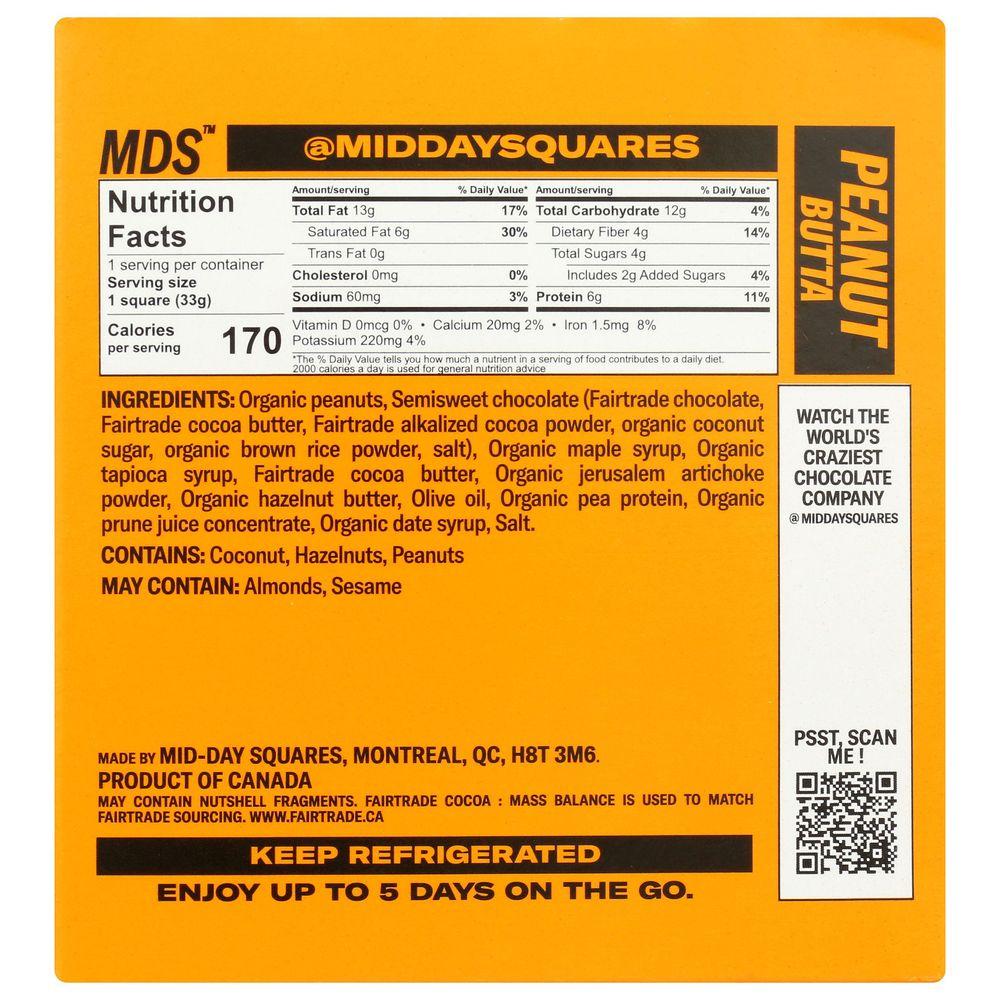 MDS™ @MIDDAYSQUARES
Nutrition
Facts
1 serving per container
Serving size
1 square (33g)
Calories
per serving 170
Amount/serving % Daily Value*
Total Fat 13g 17%
Saturated Fat 6g 30%
Trans Fat 0g
Cholesterol 0mg 0%
Sodium 60mg 3%
Amount/serving % Daily Value*
Total Carbohydrate 12g 4%
Dietary Fiber 4g 14%
Total Sugars 4g
Includes 2g Added Sugars 4%
Protein 6g 11%
Vitamin D 0mcg 0% • Calcium 20mg 2% • Iron 1.5mg 8%
Potassium 220mg 4%
*The % Daily Value tells you how much a nutrient in a serving of food contributes to a daily diet.
2000 calories a day is used for general nutrition advice
PEANUT
BUTTA
INGREDIENTS: Organic peanuts, Semisweet chocolate (Fairtrade chocolate,
Fairtrade cocoa butter, Fairtrade alkalized cocoa powder, organic coconut
sugar, organic brown rice powder, salt), Organic maple syrup, Organic
tapioca syrup, Fairtrade cocoa butter, Organic jerusalem artichoke
powder, Organic hazelnut butter, Olive oil, Organic pea protein, Organic
prune juice concentrate, Organic date syrup, Salt.
CONTAINS: Coconut, Hazelnuts, Peanuts
MAY CONTAIN: Almonds, Sesame
WATCH THE
WORLD'S
CRAZIEST
CHOCOLATE
COMPANY
@MIDDAYSQUARES
PSST, SCAN
ME !
MADE BY MID-DAY SQUARES, MONTREAL, QC, H8T 3M6.
PRODUCT OF CANADA
MAY CONTAIN NUTSHELL FRAGMENTS. FAIRTRADE COCOA : MASS BALANCE IS USED TO MATCH
FAIRTRADE SOURCING. WWW.FAIRTRADE.CA
KEEP REFRIGERATED
ENJOY UP TO 5 DAYS ON THE GO.